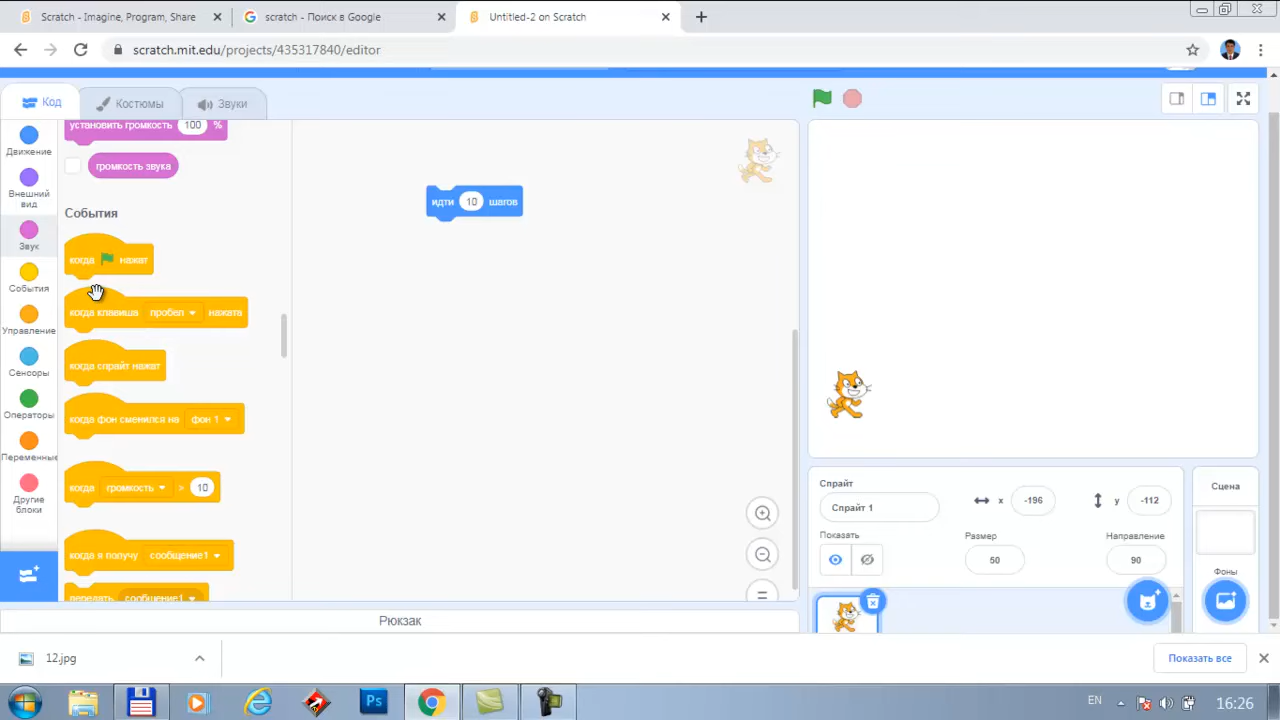 Scratch - Imagine, Program, Share
scratch - Поиск в Google
Untitled-2 on Scratch
scratch.mit.edu/projects/435317840/editor
Код
Костюмы
Звуки
Движение
Внешний
вид
Звук
События
Управление
Сенсоры
Операторы
Переменные
Другие
блоки
установить громкость 100 %
громкость звука
События
когда нажат
когда клавиша пробел нажата
когда спрайт нажат
когда фон сменился на фон 1
когда громкость > 10
когда я получу сообщение1
передать сообщение1
идти 10 шагов
Рюкзак
Спрайт
Спрайт 1
x -196
y -112
Показать
Размер
50
Направление
90
Сцена
Фоны
12.jpg
Показать все
Ps
EN
16:26